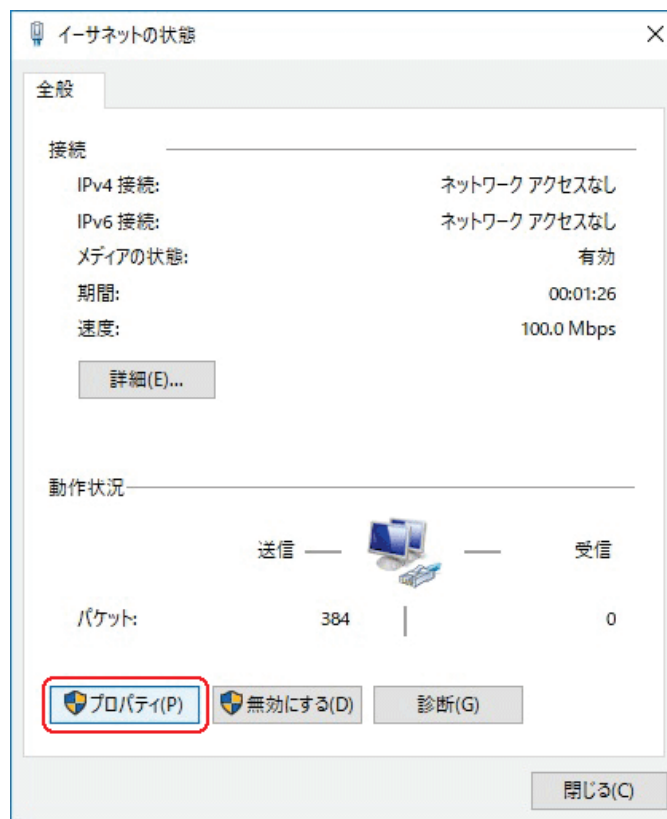 イーサネットの状態
全般
接続
IPv4 接続: ネットワーク アクセスなし
IPv6 接続: ネットワーク アクセスなし
メディアの状態: 有効
期間: 00:01:26
速度: 100.0 Mbps
詳細(E)...
動作状況
送信 受信
パケット: 384 0
プロパティ(P) 無効にする(D) 診断(G)
閉じる(C)